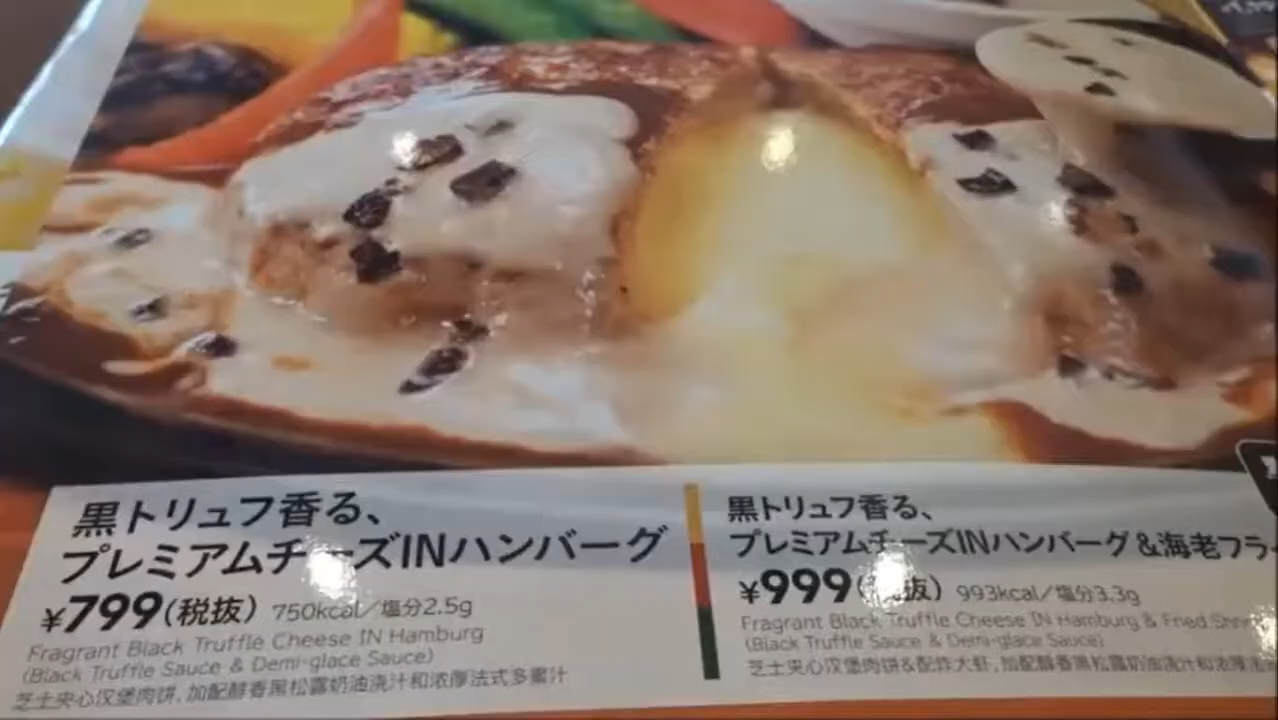 黒トリュフ香る、
プレミアムチーズINハンバーグ
¥799(税抜) 750kcal/塩分2.5g
Fragrant Black Truffle Cheese IN Hamburg
(Black Truffle Sauce & Demi-glace Sauce)
芝士夹心汉堡肉饼,加配醇香黑松露奶油浇汁和浓厚法式多蜜汁
黒トリュフ香る、
プレミアムチーズINハンバーグ&海老フラ
¥999(税抜) 993kcal/塩分3.3g
Fragrant Black Truffle Cheese IN Hamburg & Fried
(Black Truffle Sauce & Demi-glace Sauce)
芝士夹心汉堡肉饼&配炸大虾,加配醇香黑松露奶油浇汁和浓厚法